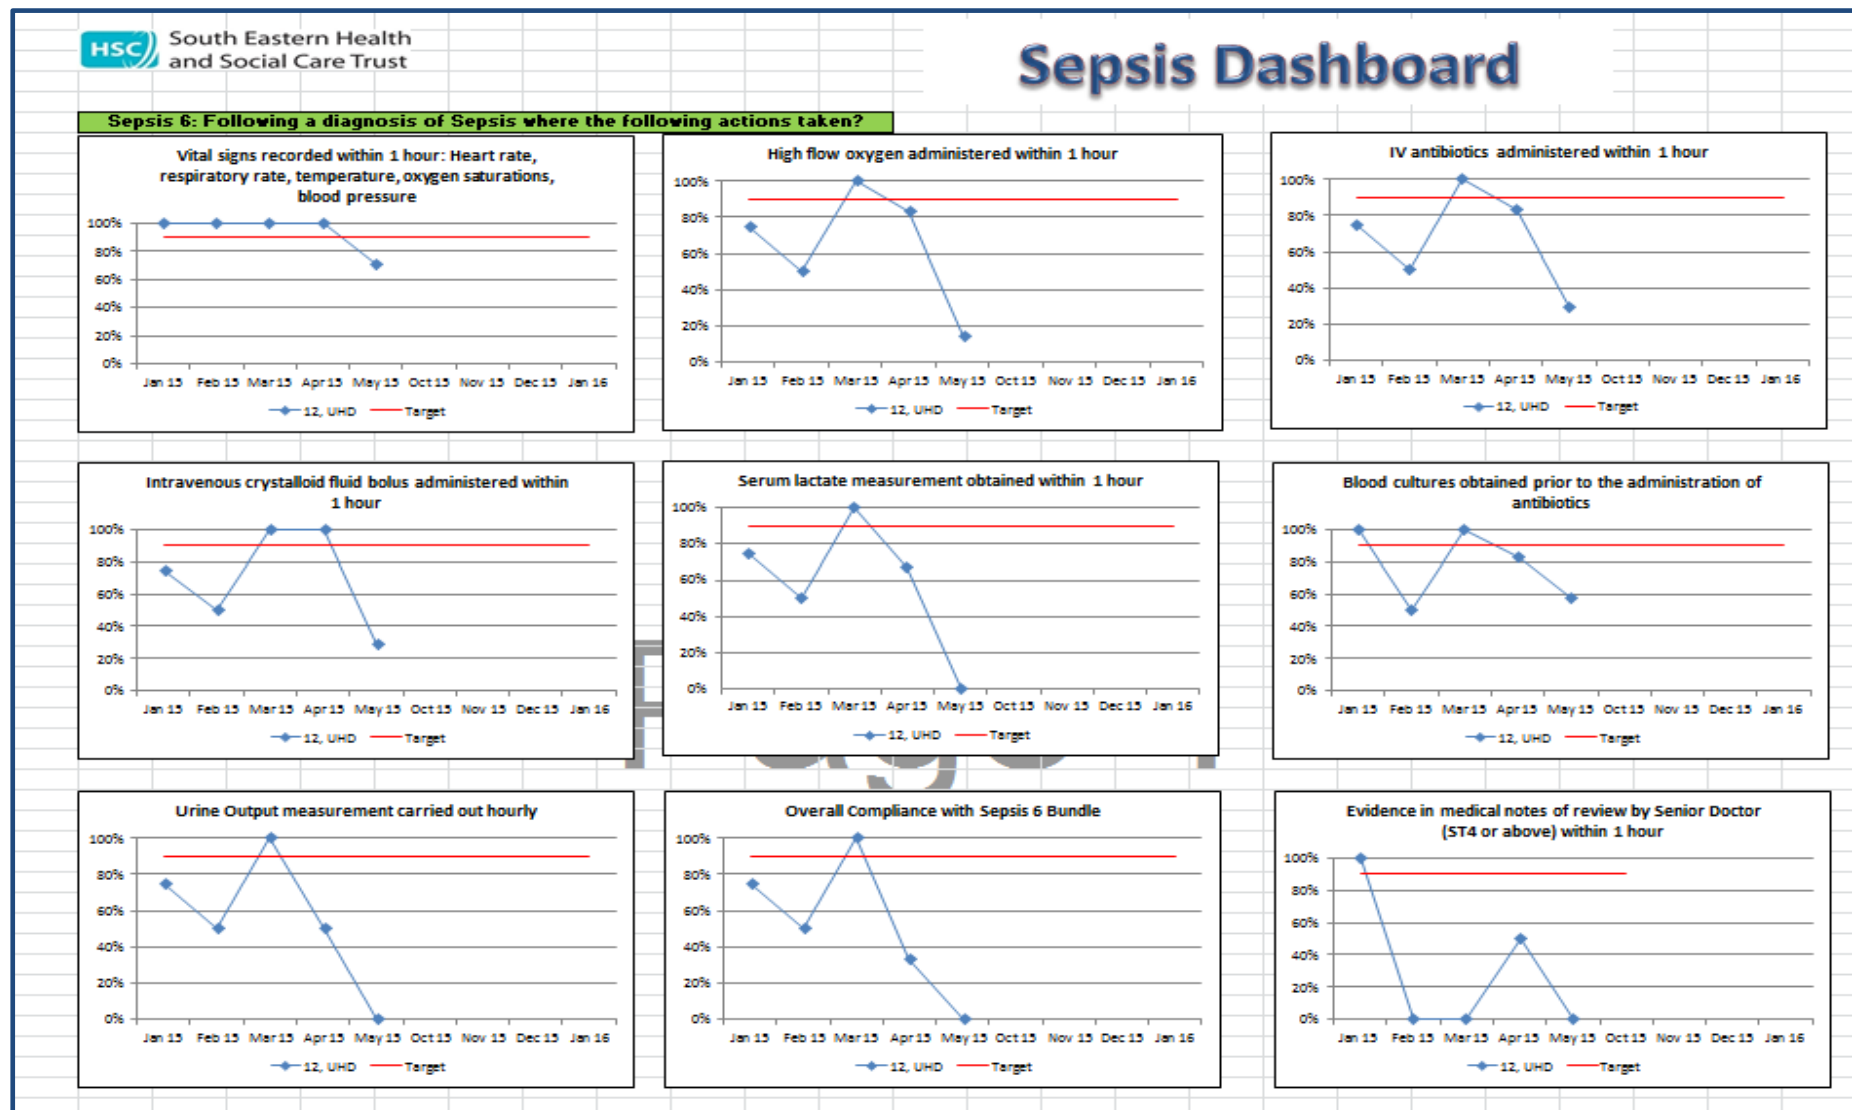 HSC South Eastern Health
and Social Care Trust
Sepsis Dashboard
Sepsis 6: Following a diagnosis of Sepsis where the following actions taken?
Vital signs recorded within 1 hour: Heart rate,
respiratory rate, temperature, oxygen saturations,
blood pressure
100%
80%
60%
40%
20%
0%
Jan 15 Feb 15 Mar 15 Apr 15 May 15 Oct 15 Nov 15 Dec 15 Jan 16
12, UHD Target
High flow oxygen administered within 1 hour
100%
80%
60%
40%
20%
0%
Jan 15 Feb 15 Mar 15 Apr 15 May 15 Oct 15 Nov 15 Dec 15 Jan 16
12, UHD Target
IV antibiotics administered within 1 hour
100%
80%
60%
40%
20%
0%
Jan 15 Feb 15 Mar 15 Apr 15 May 15 Oct 15 Nov 15 Dec 15 Jan 16
12, UHD Target
Intravenous crystalloid fluid bolus administered within
1 hour
100%
80%
60%
40%
20%
0%
Jan 15 Feb 15 Mar 15 Apr 15 May 15 Oct 15 Nov 15 Dec 15 Jan 16
12, UHD Target
Serum lactate measurement obtained within 1 hour
100%
80%
60%
40%
20%
0%
Jan 15 Feb 15 Mar 15 Apr 15 May 15 Oct 15 Nov 15 Dec 15 Jan 16
12, UHD Target
Blood cultures obtained prior to the administration of
antibiotics
100%
80%
60%
40%
20%
0%
Jan 15 Feb 15 Mar 15 Apr 15 May 15 Oct 15 Nov 15 Dec 15 Jan 16
12, UHD Target
Urine Output measurement carried out hourly
100%
80%
60%
40%
20%
0%
Jan 15 Feb 15 Mar 15 Apr 15 May 15 Oct 15 Nov 15 Dec 15 Jan 16
12, UHD Target
Overall Compliance with Sepsis 6 Bundle
100%
80%
60%
40%
20%
0%
Jan 15 Feb 15 Mar 15 Apr 15 May 15 Oct 15 Nov 15 Dec 15 Jan 16
12, UHD Target
Evidence in medical notes of review by Senior Doctor
(ST4 or above) within 1 hour
100%
80%
60%
40%
20%
0%
Jan 15 Feb 15 Mar 15 Apr 15 May 15 Oct 15 Nov 15 Dec 15 Jan 16
12, UHD Target